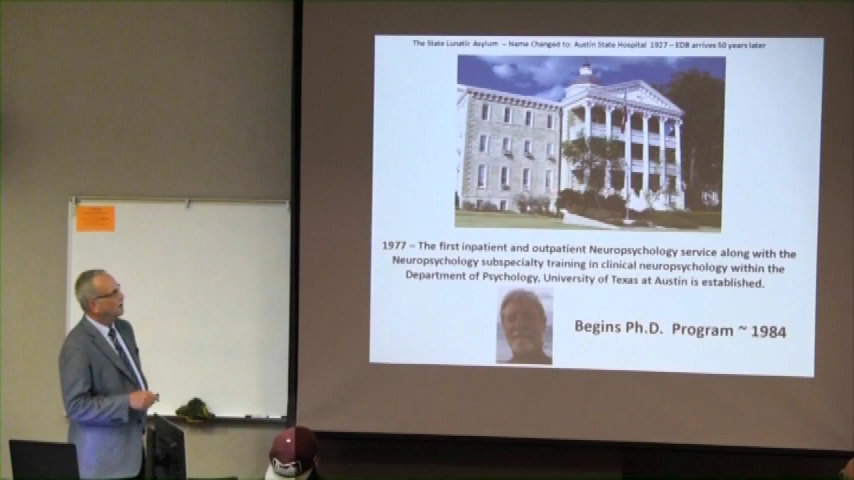 The State Lunatic Asylum -- Name Changed to: Austin State Hospital 1927 – EDB arrives 50 years later
1977 – The first inpatient and outpatient Neuropsychology service along with the
Neuropsychology subspecialty training in clinical neuropsychology within the
Department of Psychology, University of Texas at Austin is established.
Begins Ph.D. Program ~ 1984